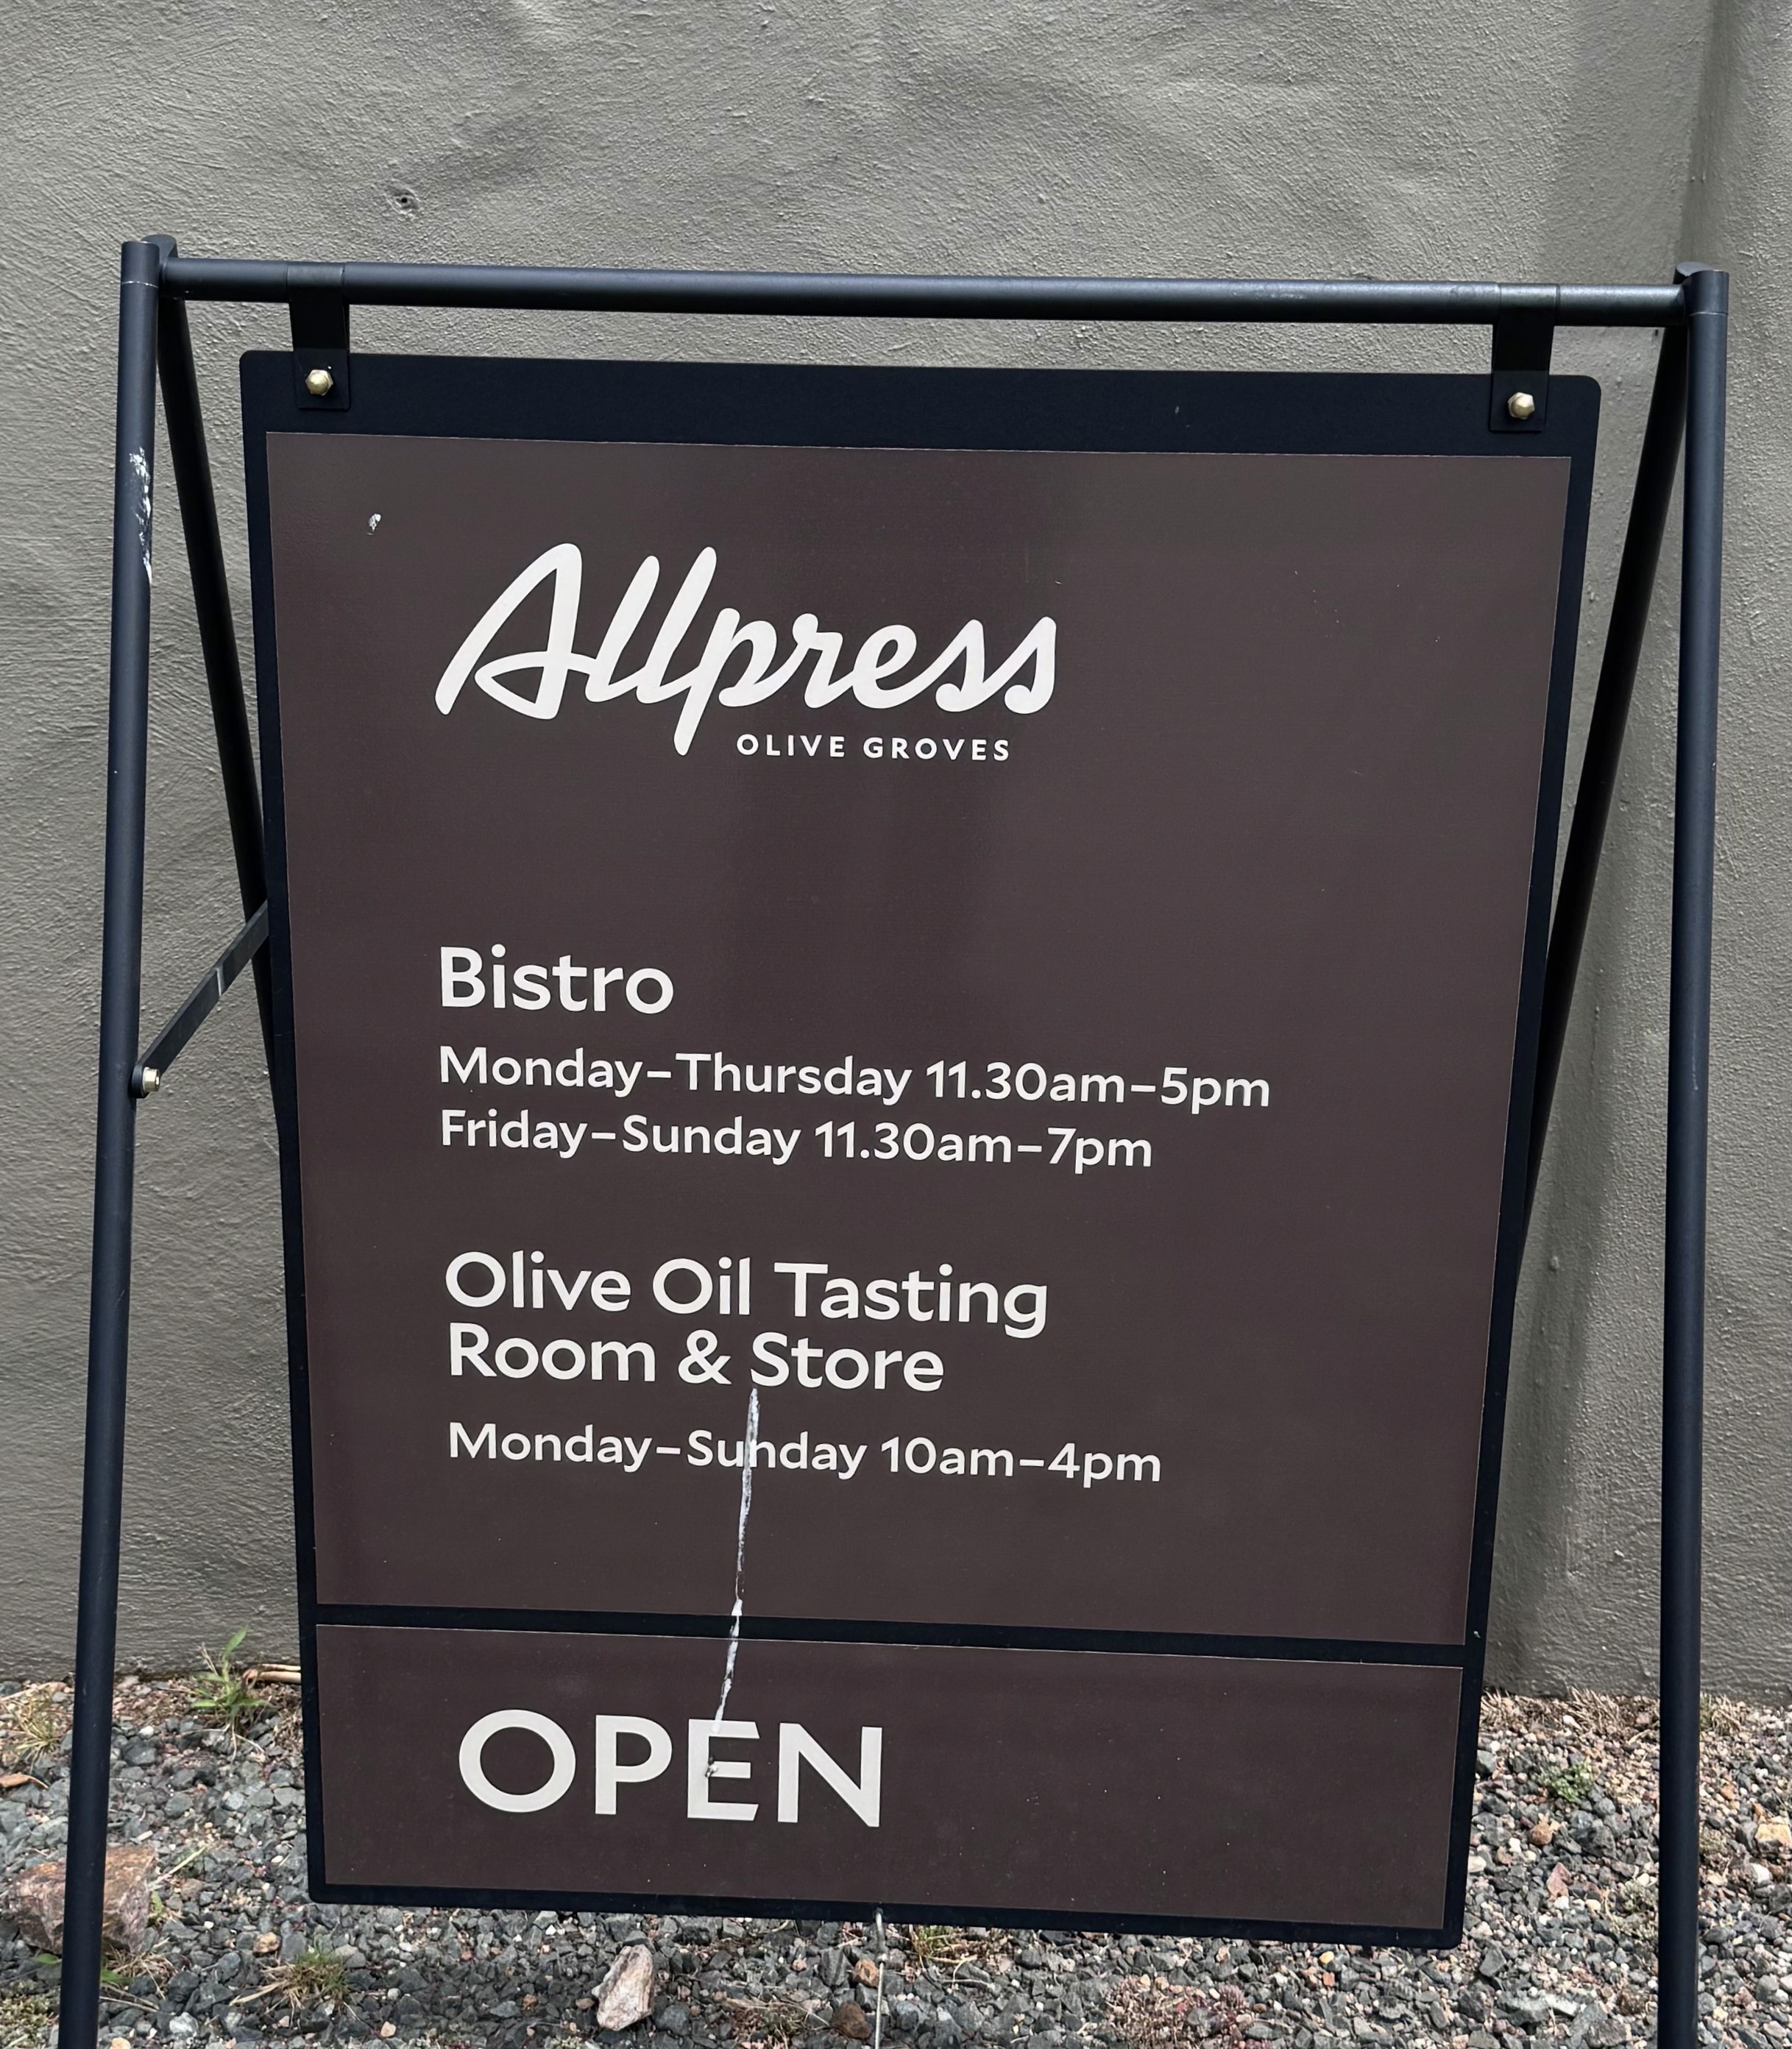 Allpress
OLIVE GROVES
Bistro
Monday–Thursday 11.30am–5pm
Friday–Sunday 11.30am–7pm
Olive Oil Tasting
Room & Store
Monday–Sunday 10am–4pm
OPEN